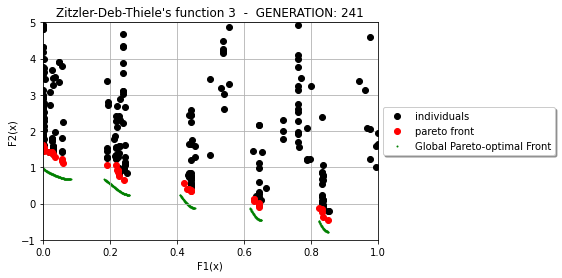 Zitzler-Deb-Thiele's function 3  -  GENERATION: 241
5
4
3
2
1
0
−1
F2(x)
0.0
0.2
0.4
0.6
0.8
1.0
F1(x)
individuals
pareto front
Global Pareto-optimal Front